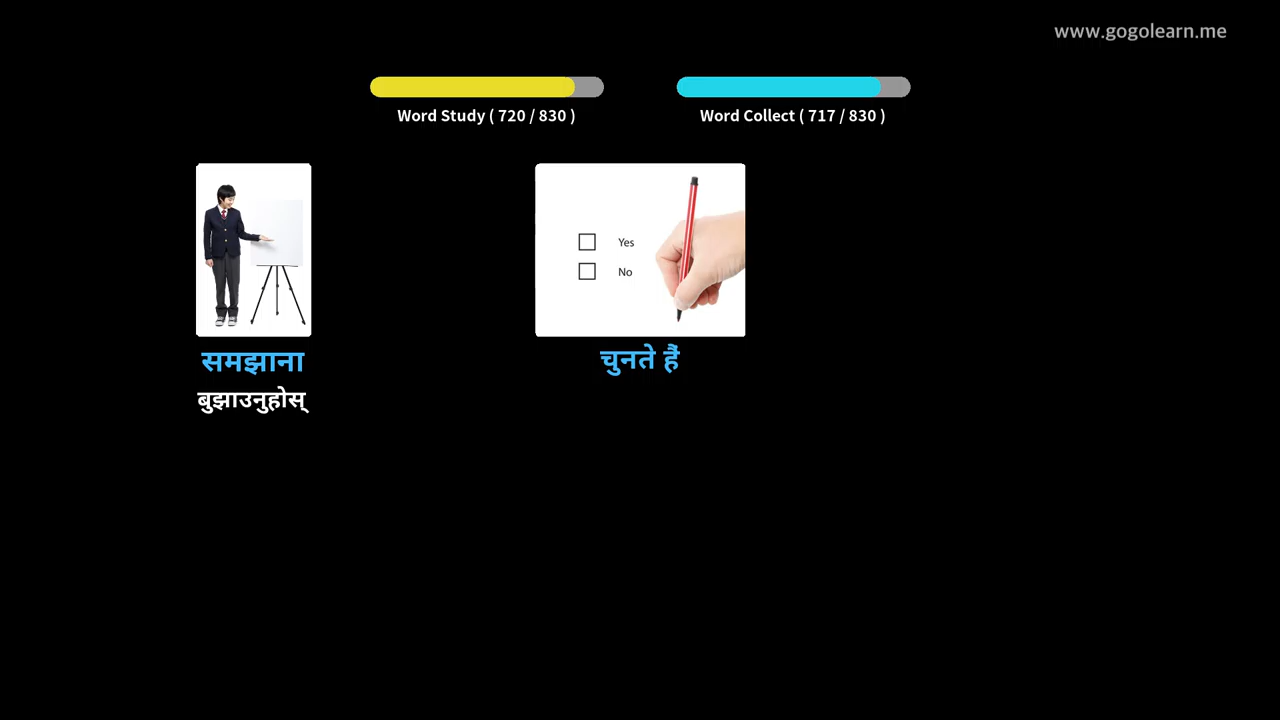 www.gogolearn.me
Word Study ( 720 / 830 )
Word Collect ( 717 / 830 )
Yes
No
समझाना
चुनते हैं
बुझाउनुहोस्